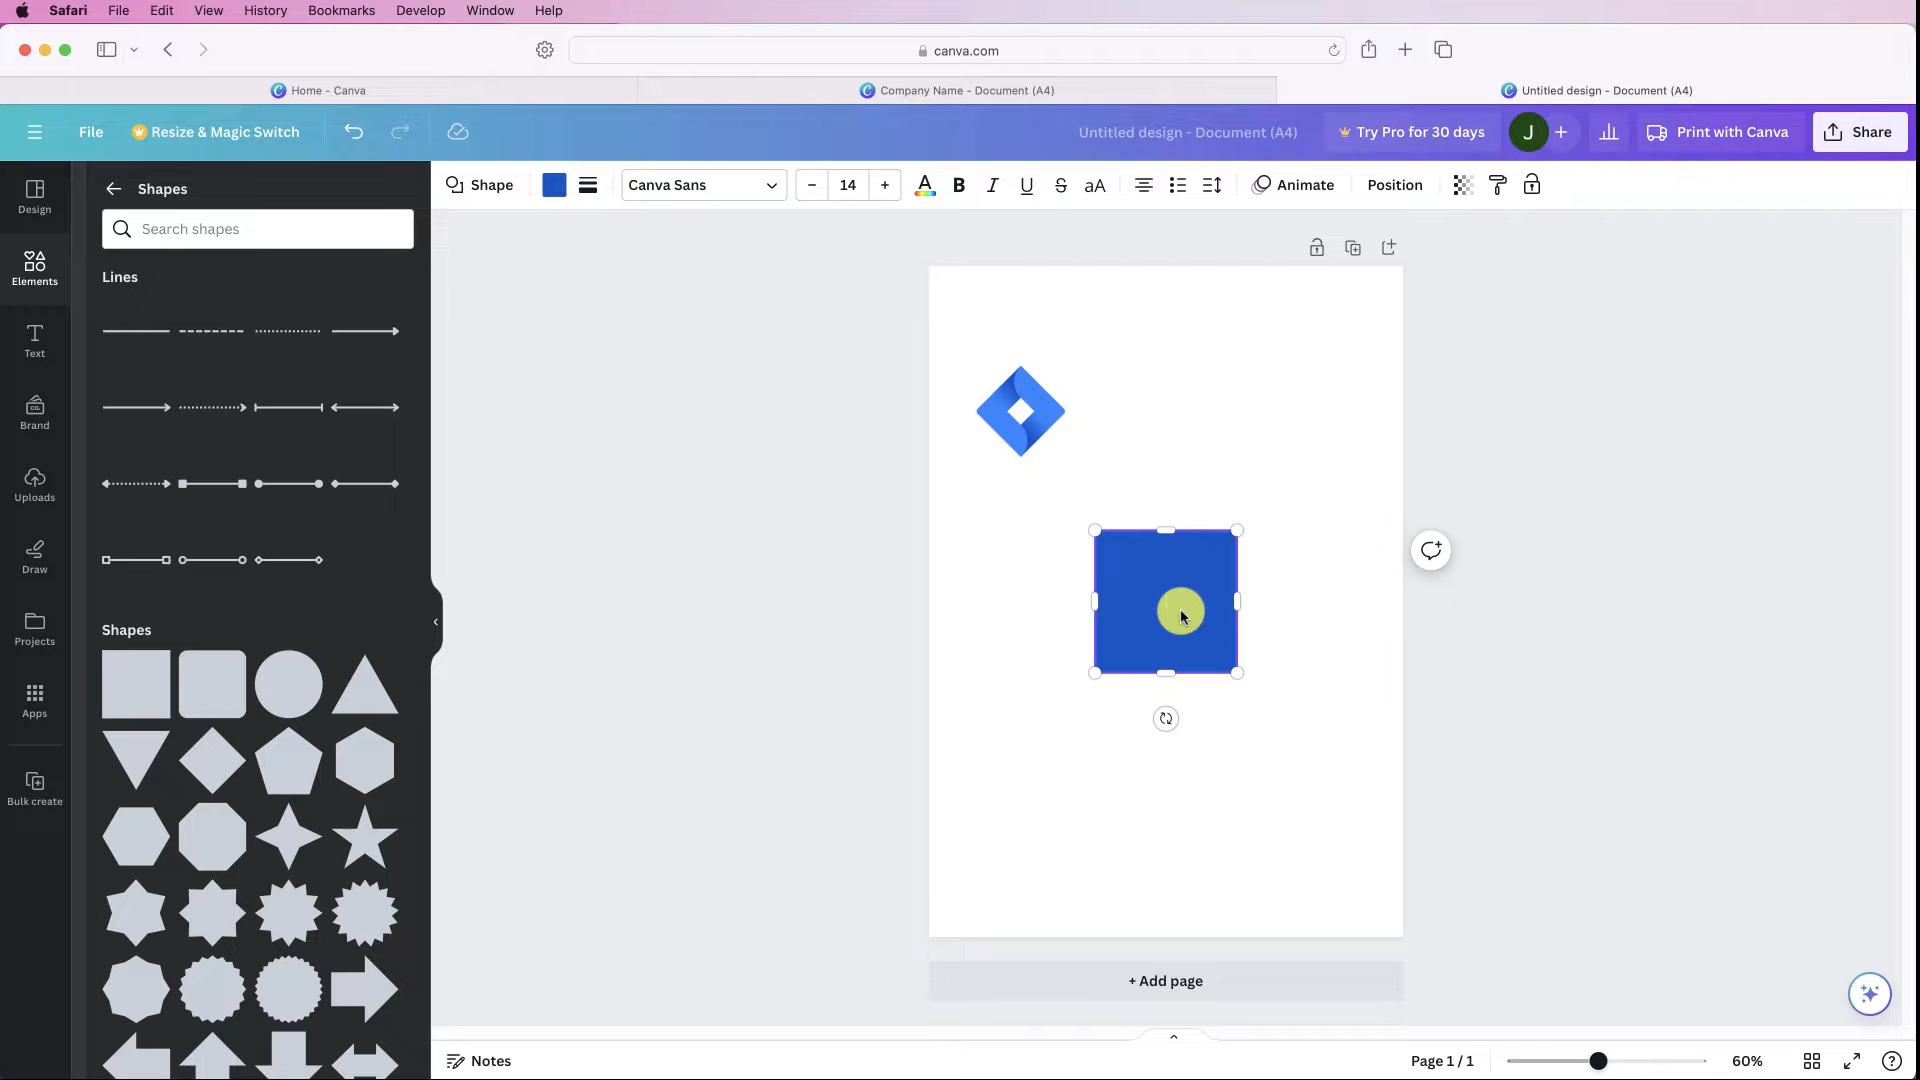 Safari File Edit View History Bookmarks Develop Window Help
canva.com
Home - Canva
Company Name - Document (A4)
Untitled design - Document (A4)
File
Resize & Magic Switch
Untitled design - Document (A4)
Try Pro for 30 days
J
Print with Canva
Share
Design
Elements
Text
CO.
Brand
Uploads
Draw
Projects
Apps
Bulk create
Shapes
Search shapes
Lines
Shapes
Shape
Canva Sans
– 14 +
A B I U S aA
Animate
Position
+ Add page
Notes
Page 1 / 1
60%